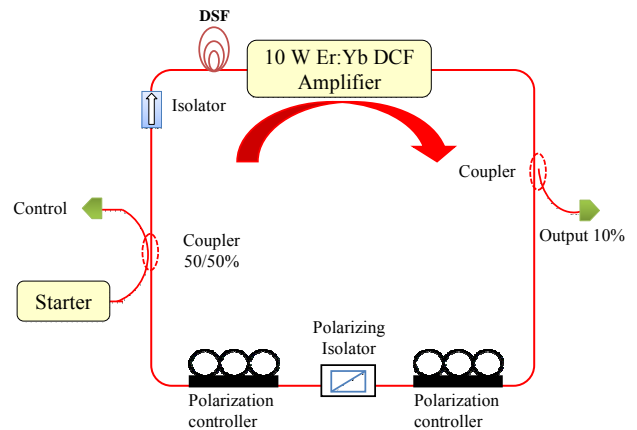 DSF
10 W Er:Yb DCF
Amplifier
Isolator
Coupler
Control
Output 10%
Coupler
50/50%
Starter
Polarizing
Isolator
Polarization
controller
Polarization
controller